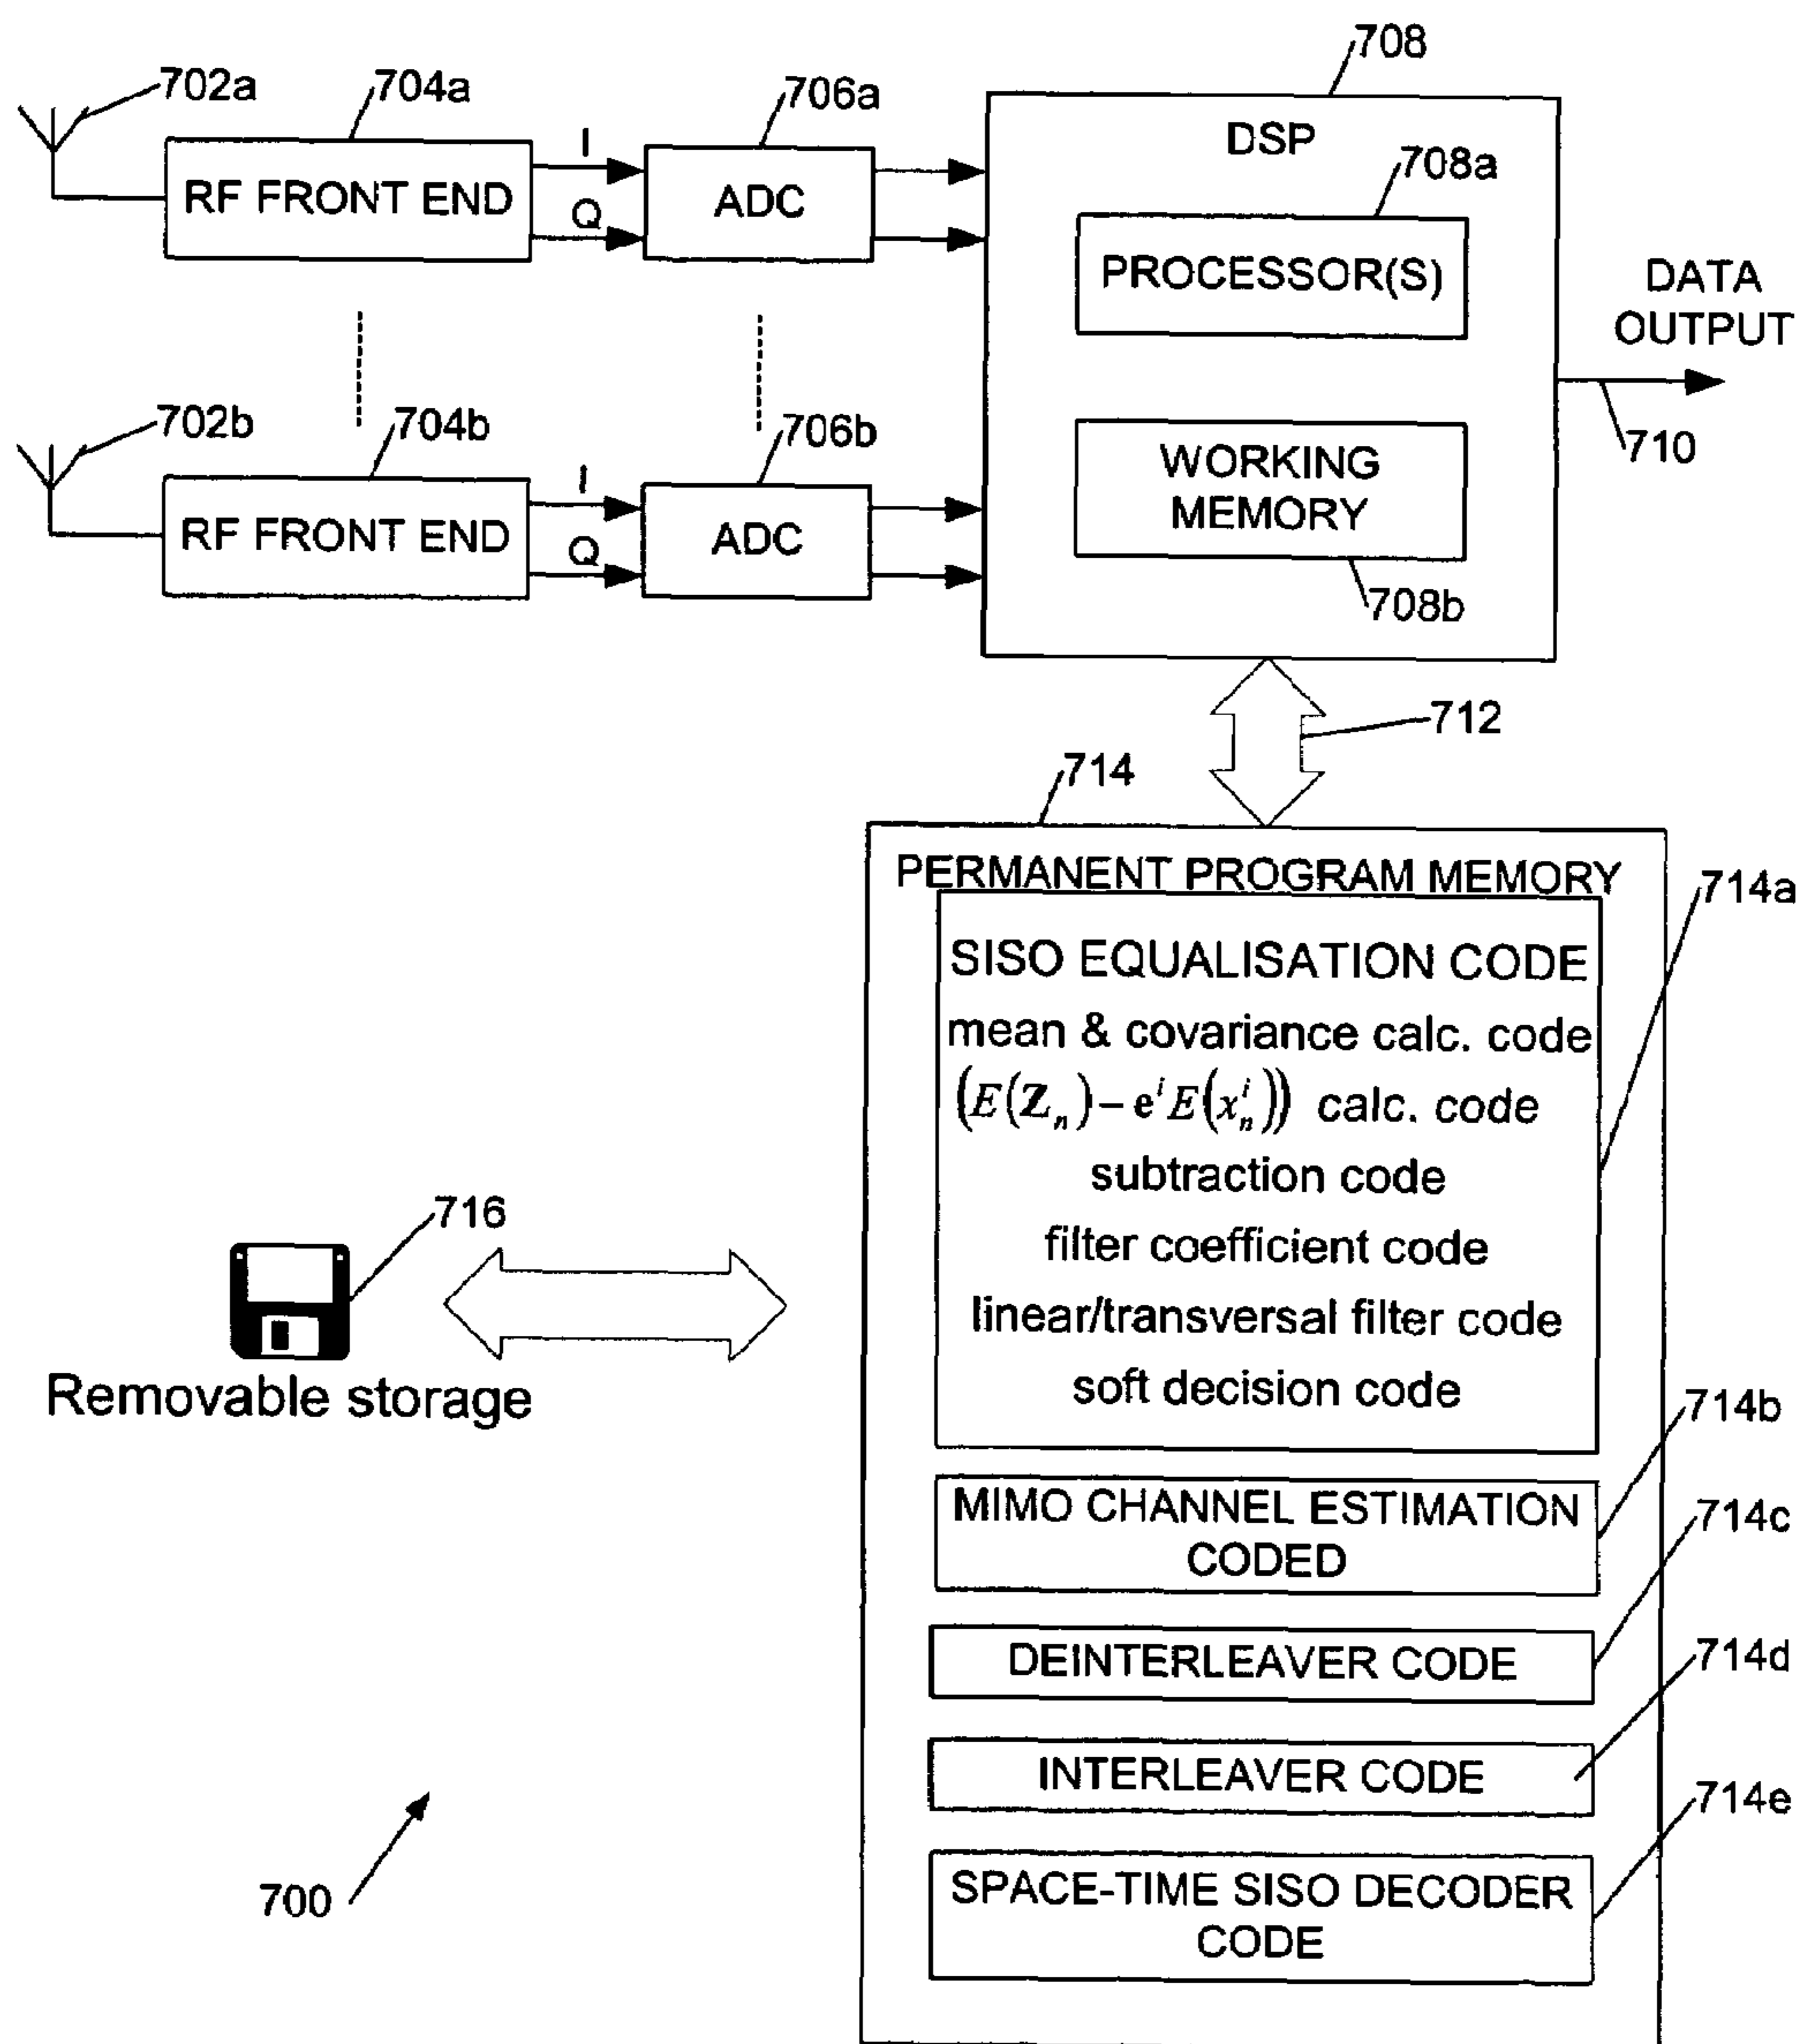 708
702a
704a
706a
I
Q
RF FRONT END
ADC
DSP
708a
PROCESSOR(S)
DATA
OUTPUT
710
702b
704b
706b
I
Q
RF FRONT END
ADC
WORKING
MEMORY
708b
712
714
PERMANENT PROGRAM MEMORY
714a
SISO EQUALISATION CODE
mean & covariance calc. code
(E(Zₙ)–eⁱE(xₙⁱ)) calc. code
subtraction code
filter coefficient code
linear/transversal filter code
soft decision code
716
Removable storage
714b
MIMO CHANNEL ESTIMATION
CODED
714c
DEINTERLEAVER CODE
714d
INTERLEAVER CODE
714e
SPACE-TIME SISO DECODER
CODE
700